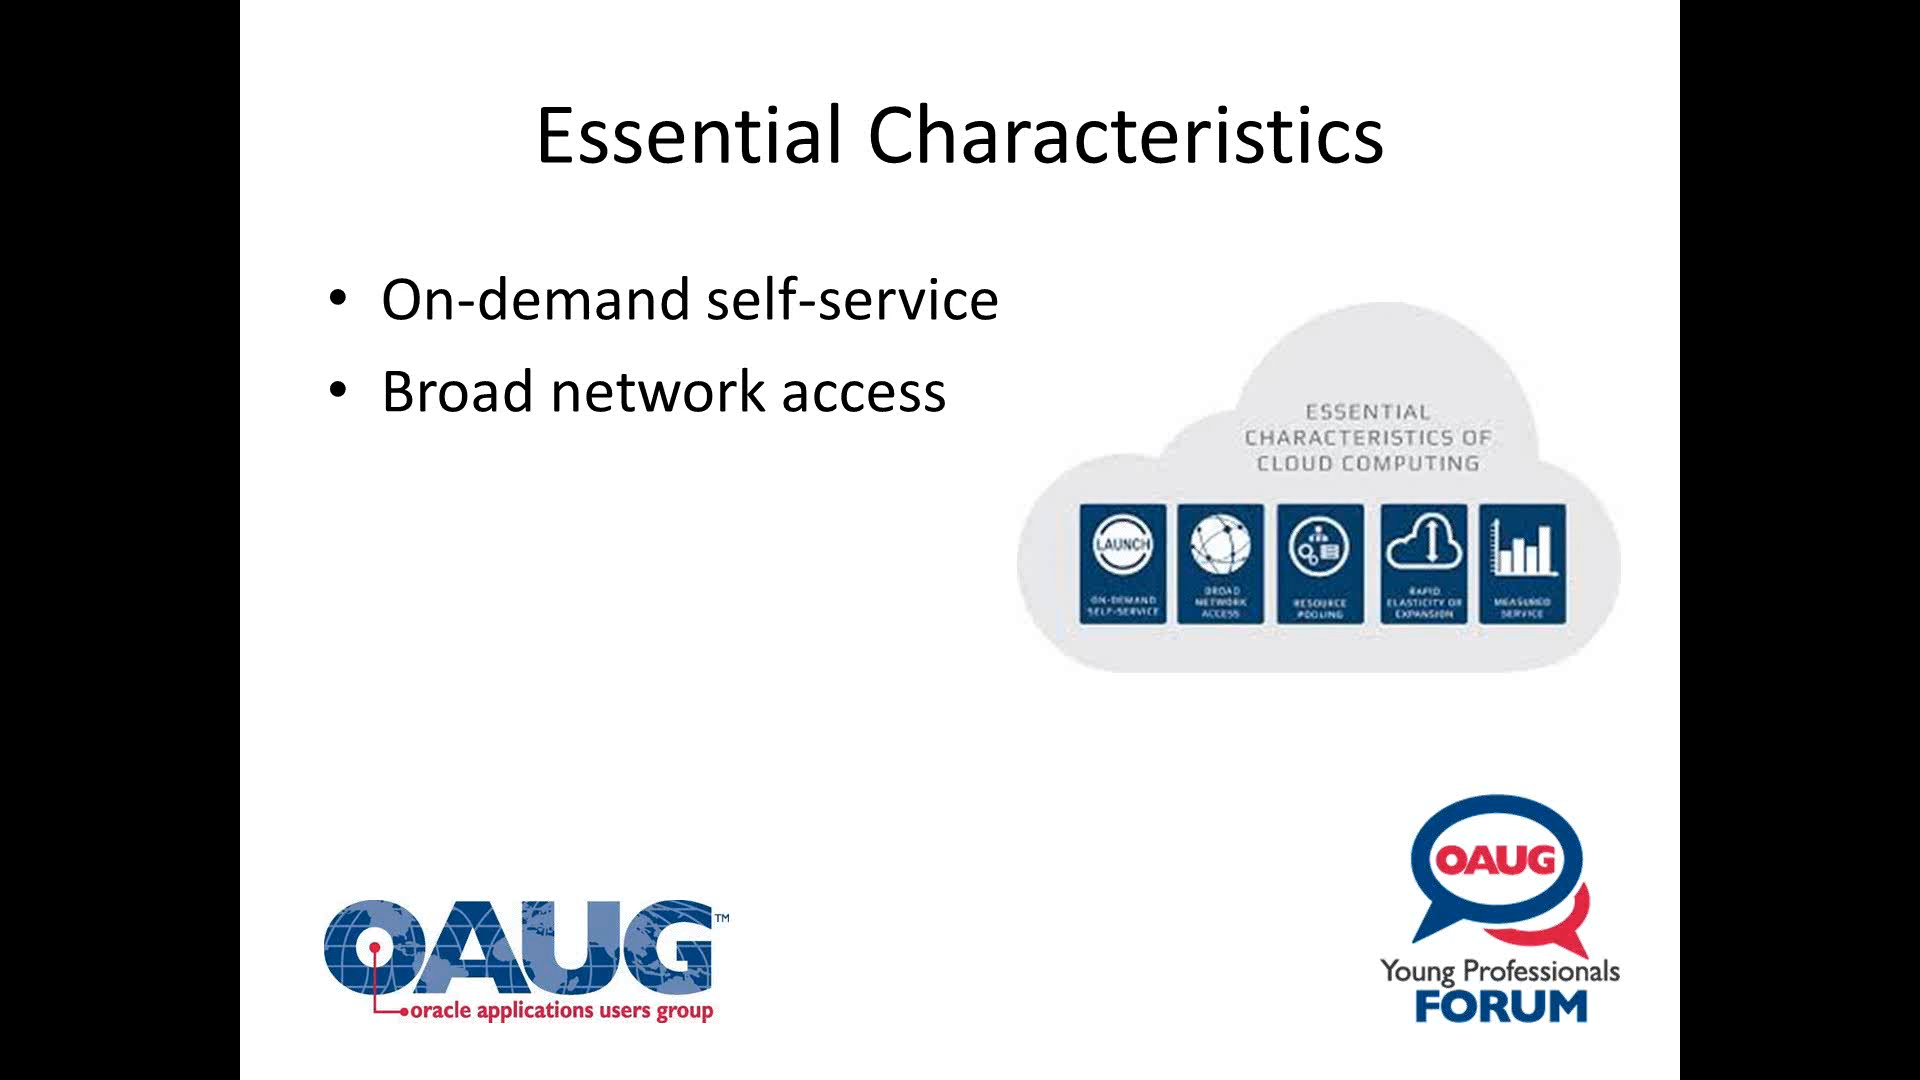 Essential Characteristics
• On-demand self-service
• Broad network access
ESSENTIAL
CHARACTERISTICS OF
CLOUD COMPUTING
LAUNCH
ON-DEMAND
SELF-SERVICE
BROAD
NETWORK
ACCESS
RESOURCE
POOLING
RAPID
ELASTICITY OR
EXPANSION
MEASURED
SERVICE
OAUG™
oracle applications users group
OAUG
Young Professionals
FORUM